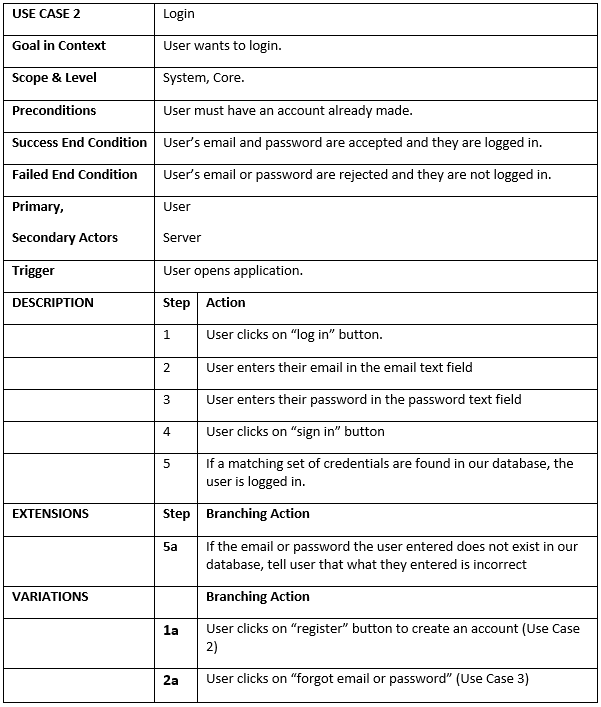 USE CASE 2 Login
Goal in Context User wants to login.
Scope & Level System, Core.
Preconditions User must have an account already made.
Success End Condition User’s email and password are accepted and they are logged in.
Failed End Condition User’s email or password are rejected and they are not logged in.
Primary, User
Secondary Actors Server
Trigger User opens application.
DESCRIPTION Step Action
1 User clicks on “log in” button.
2 User enters their email in the email text field
3 User enters their password in the password text field
4 User clicks on “sign in” button
5 If a matching set of credentials are found in our database, the
user is logged in.
EXTENSIONS Step Branching Action
5a If the email or password the user entered does not exist in our
database, tell user that what they entered is incorrect
VARIATIONS Branching Action
1a User clicks on “register” button to create an account (Use Case
2)
2a User clicks on “forgot email or password” (Use Case 3)